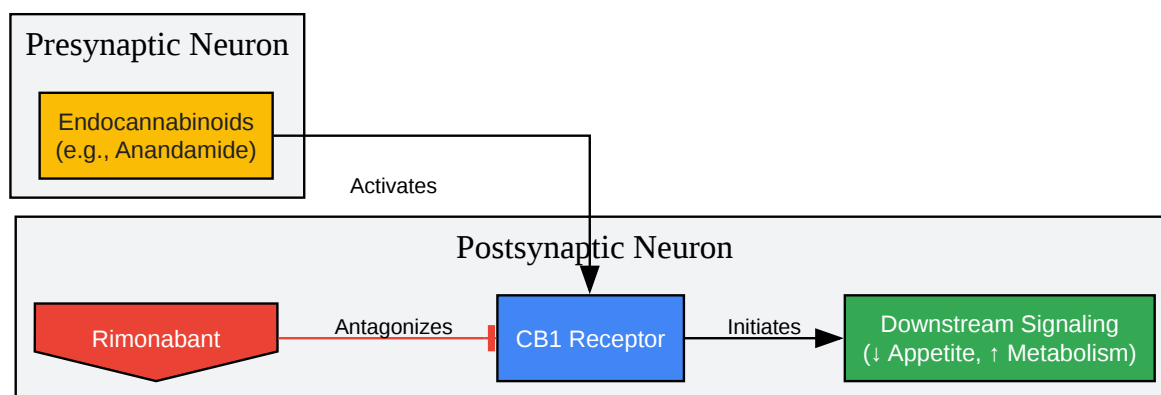 Presynaptic Neuron
Endocannabinoids
(e.g., Anandamide)
Activates
Postsynaptic Neuron
Rimonabant
Antagonizes
CB1 Receptor
Initiates
Downstream Signaling
(↓ Appetite, ↑ Metabolism)